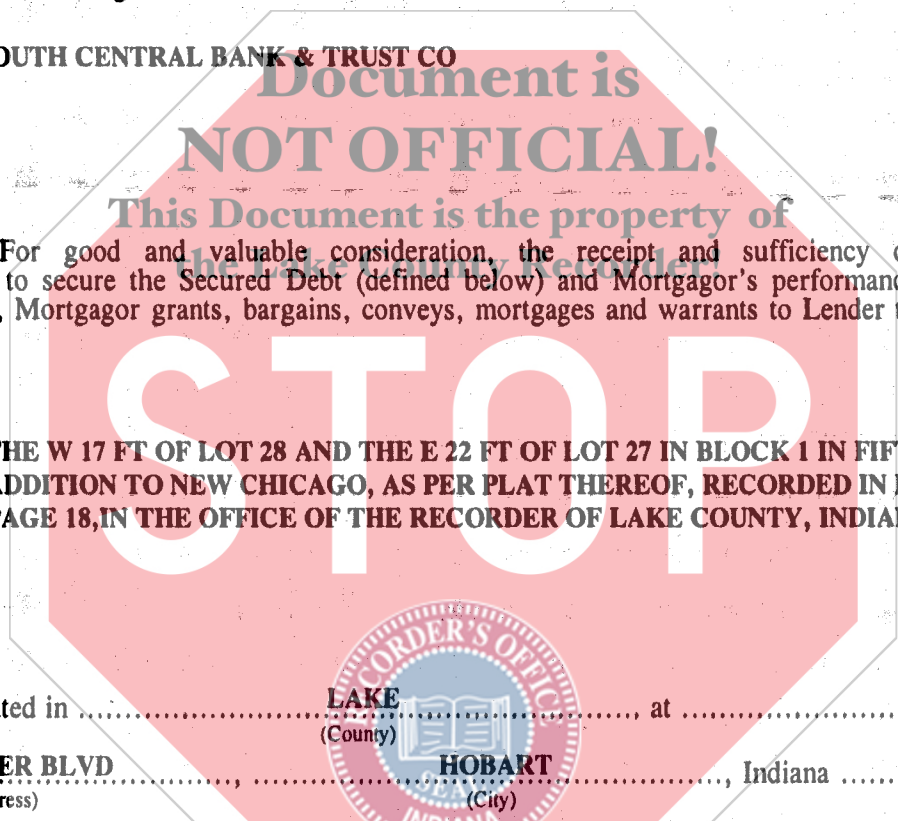 OUTH CENTRAL BANK & TRUST CO
Document is
NOT OFFICIAL!
This Document is the property of
the Lake County Recorder!
For good and valuable consideration, the receipt and sufficiency
to secure the Secured Debt (defined below) and Mortgagor's performanc
, Mortgagor grants, bargains, conveys, mortgages and warrants to Lender
STOP
HE W 17 FT OF LOT 28 AND THE E 22 FT OF LOT 27 IN BLOCK 1 IN FIF
ADDITION TO NEW CHICAGO, AS PER PLAT THEREOF, RECORDED IN
PAGE 18, IN THE OFFICE OF THE RECORDER OF LAKE COUNTY, INDIA
RECORDER'S OFFICE
ted in .......... LAKE .........., at ..........
(County)
ER BLVD .........., .......... HOBART .........., Indiana ......
ress) (City)
SEAL
INDIANA